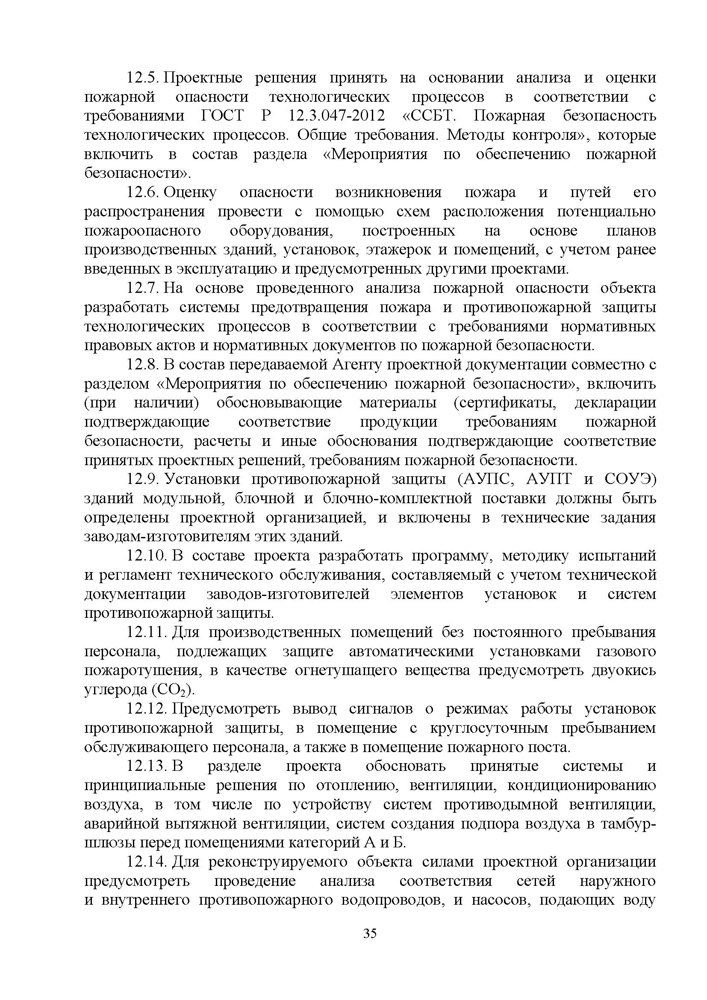 12.5. Проектные решения принять на основании анализа и оценки
пожарной опасности технологических процессов в соответствии с
требованиями ГОСТ Р 12.3.047-2012 «ССБТ. Пожарная безопасность
технологических процессов. Общие требования. Методы контроля», которые
включить в состав раздела «Мероприятия по обеспечению пожарной
безопасности».
12.6. Оценку опасности возникновения пожара и путей его
распространения провести с помощью схем расположения потенциально
пожароопасного оборудования, построенных на основе планов
производственных зданий, установок, этажерок и помещений, с учетом ранее
введенных в эксплуатацию и предусмотренных другими проектами.
12.7. На основе проведенного анализа пожарной опасности объекта
разработать системы предотвращения пожара и противопожарной защиты
технологических процессов в соответствии с требованиями нормативных
правовых актов и нормативных документов по пожарной безопасности.
12.8. В состав передаваемой Агенту проектной документации совместно с
разделом «Мероприятия по обеспечению пожарной безопасности», включить
(при наличии) обосновывающие материалы (сертификаты, декларации
подтверждающие соответствие продукции требованиям пожарной
безопасности, расчеты и иные обоснования подтверждающие соответствие
принятых проектных решений, требованиям пожарной безопасности.
12.9. Установки противопожарной защиты (АУПС, АУПТ и СОУЭ)
зданий модульной, блочной и блочно-комплектной поставки должны быть
определены проектной организацией, и включены в технические задания
заводам-изготовителям этих зданий.
12.10. В составе проекта разработать программу, методику испытаний
и регламент технического обслуживания, составляемый с учетом технической
документации заводов-изготовителей элементов установок и систем
противопожарной защиты.
12.11. Для производственных помещений без постоянного пребывания
персонала, подлежащих защите автоматическими установками газового
пожаротушения, в качестве огнетушащего вещества предусмотреть двуокись
углерода (СО₂).
12.12. Предусмотреть вывод сигналов о режимах работы установок
противопожарной защиты, в помещение с круглосуточным пребыванием
обслуживающего персонала, а также в помещение пожарного поста.
12.13. В разделе проекта обосновать принятые системы и
принципиальные решения по отоплению, вентиляции, кондиционированию
воздуха, в том числе по устройству систем противодымной вентиляции,
аварийной вытяжной вентиляции, систем создания подпора воздуха в тамбур-
шлюзы перед помещениями категорий А и Б.
12.14. Для реконструируемого объекта силами проектной организации
предусмотреть проведение анализа соответствия сетей наружного
и внутреннего противопожарного водопроводов, и насосов, подающих воду
35